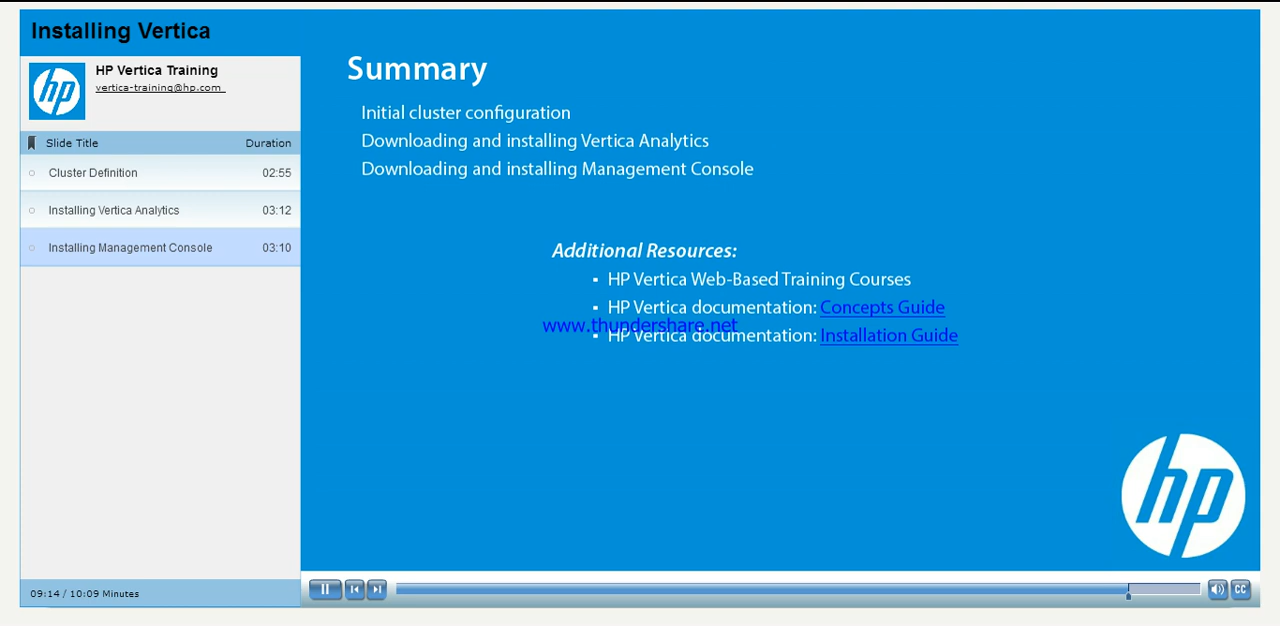 Installing Vertica
hp
HP Vertica Training
vertica-training@hp.com
Slide Title Duration
Cluster Definition 02:55
Installing Vertica Analytics 03:12
Installing Management Console 03:10
09:14 / 10:09 Minutes
Summary
Initial cluster configuration
Downloading and installing Vertica Analytics
Downloading and installing Management Console
Additional Resources:
▪ HP Vertica Web-Based Training Courses
▪ HP Vertica documentation: Concepts Guide
www.thundershare.net
▪ HP Vertica documentation: Installation Guide
hp
CC